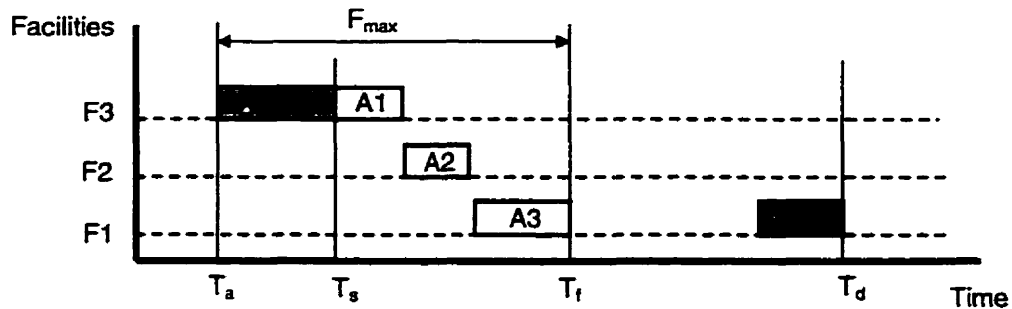 Facilities
Fmax
F3
A1
F2
A2
F1
A3
Ta
Ts
Tf
Td
Time